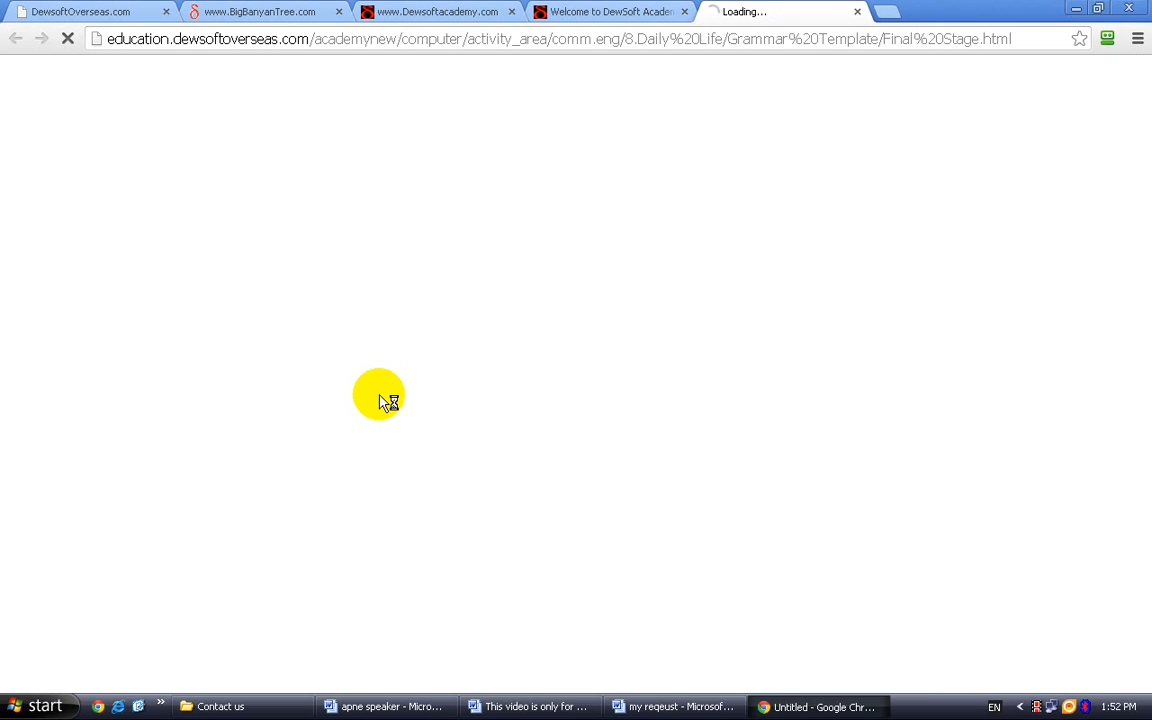 DewsoftOverseas.com
www.BigBanyanTree.com
www.Dewsoftacademy.com
Welcome to DewSoft Acade
Loading...
education.dewsoftoverseas.com/academynew/computer/activity_area/comm.eng/8.Daily%20Life/Grammar%20Template/Final%20Stage.html
start
Contact us
apne speaker - Micro...
This video is only for ...
my reqeust - Microsof...
Untitled - Google Chr...
EN
1:52 PM